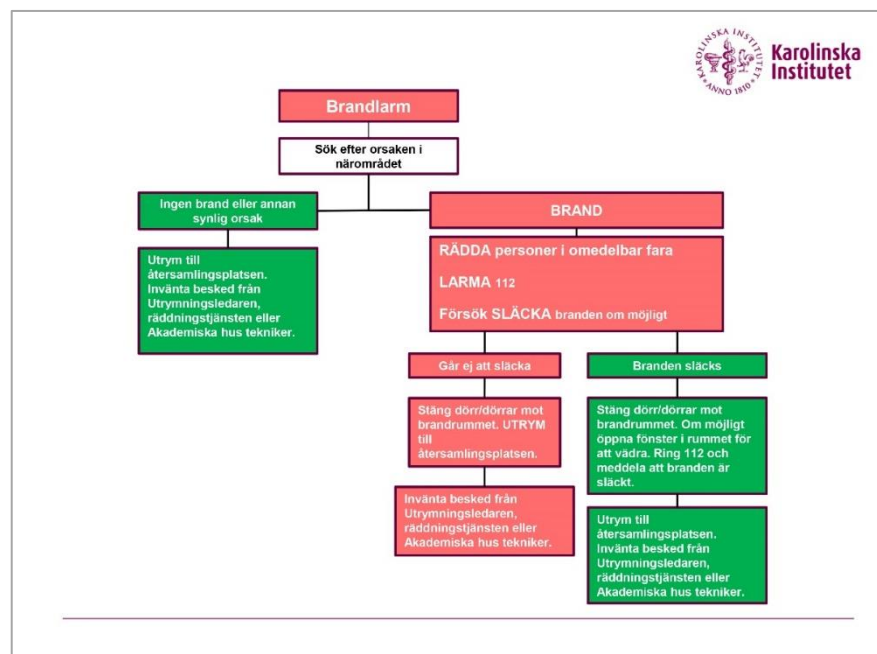 KAROLINSKA INSTITUTET
ANNO 1810
Karolinska
Institutet
Brandlarm
Sök efter orsaken i
närområdet
Ingen brand eller annan
synlig orsak
Utrym till
återsamlingsplatsen.
Invänta besked från
Utrymningsledaren,
räddningstjänsten eller
Akademiska hus tekniker.
BRAND
RÄDDA personer i omedelbar fara
LARMA 112
Försök SLÄCKA branden om möjligt
Går ej att släcka
Stäng dörr/dörrar mot
brandrummet. UTRYM
till
återsamlingsplatsen.
Invänta besked från
Utrymningsledaren,
räddningstjänsten eller
Akademiska hus tekniker.
Branden släcks
Stäng dörr/dörrar mot
brandrummet. Om möjligt
öppna fönster i rummet för
att vädra. Ring 112 och
meddela att branden är
släckt.
Utrym till
återsamlingsplatsen.
Invänta besked från
Utrymningsledaren,
räddningstjänsten eller
Akademiska hus tekniker.